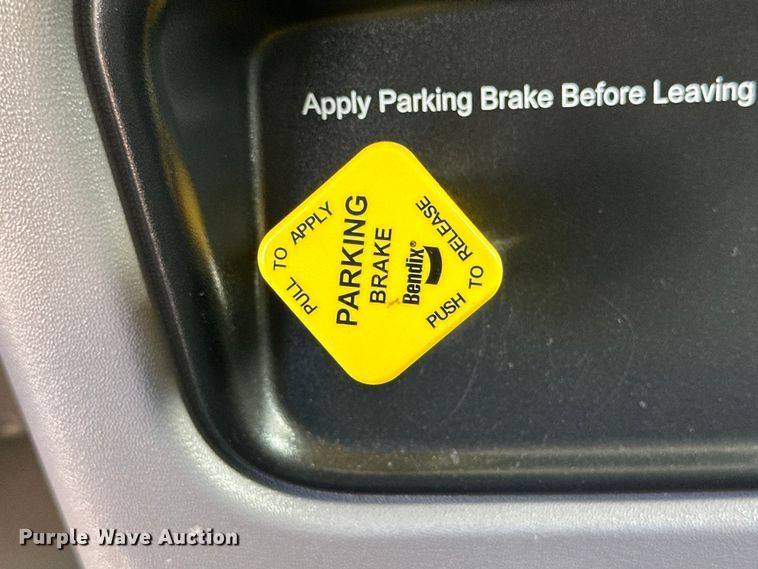 Apply Parking Brake Before Leaving
PULL TO APPLY
PARKING
BRAKE
Bendix®
PUSH TO RELEASE
Purple Wave Auction